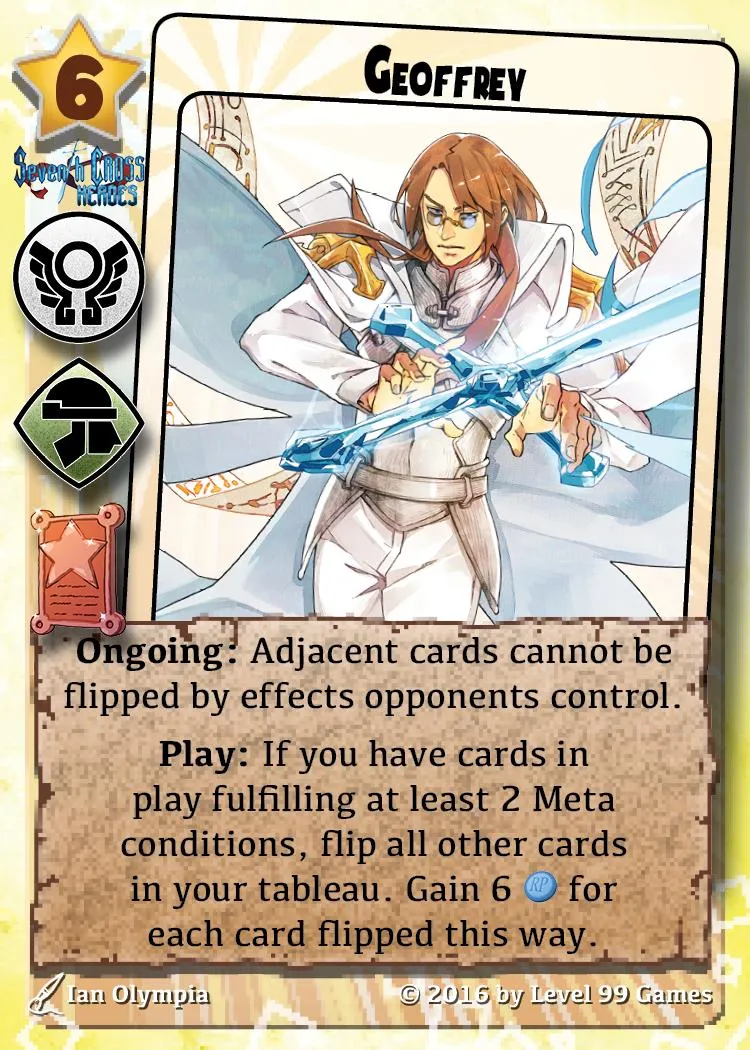 GEOFFREY
6
Seventh CROSS
HEROES
Ongoing: Adjacent cards cannot be
flipped by effects opponents control.
Play: If you have cards in
play fulfilling at least 2 Meta
conditions, flip all other cards
in your tableau. Gain 6 RP for
each card flipped this way.
Ian Olympia
© 2016 by Level 99 Games